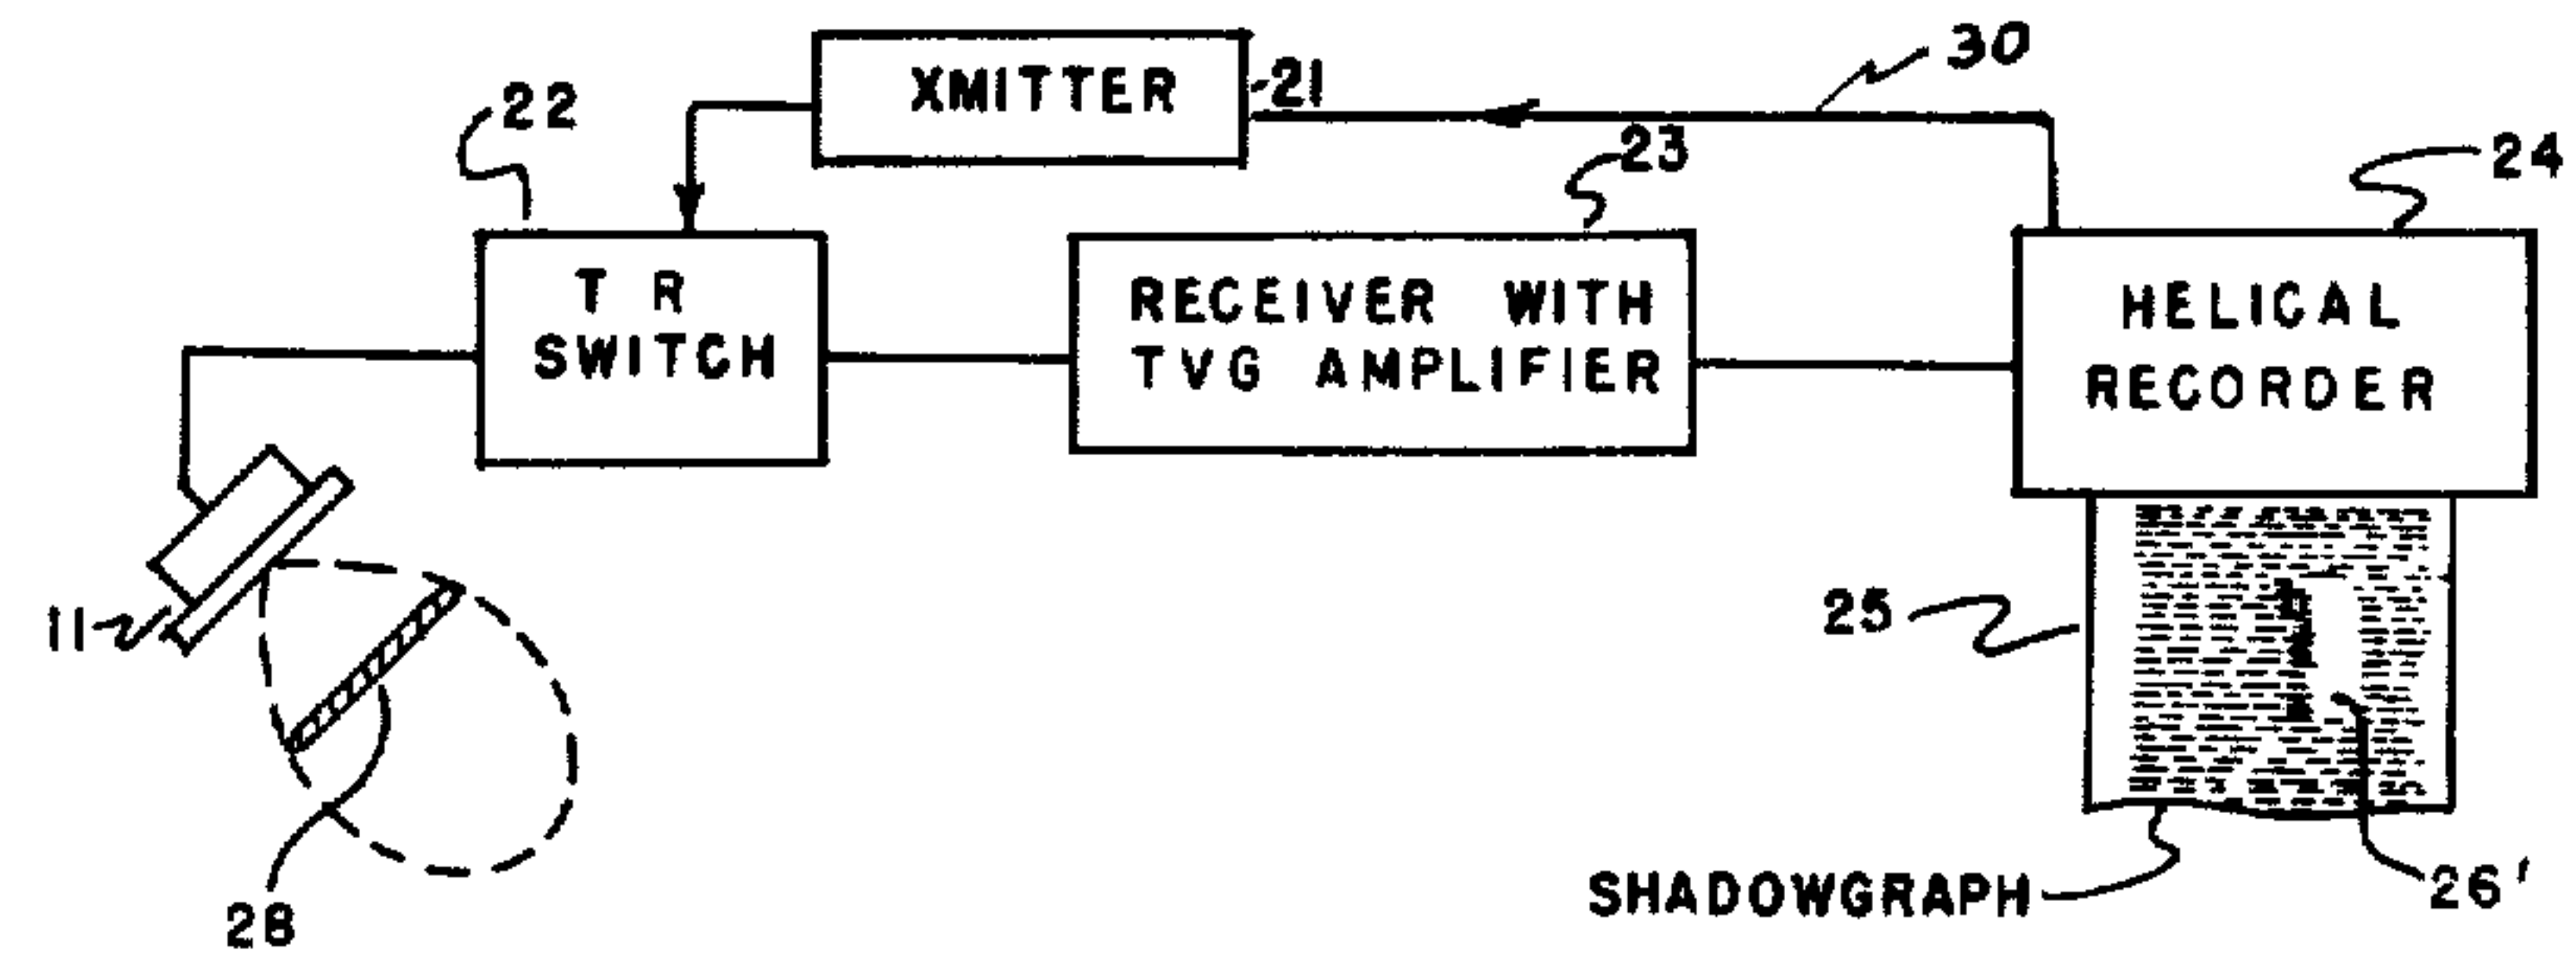 30
XMITTER
21
22
23
24
T R
SWITCH
RECEIVER WITH
TVG AMPLIFIER
HELICAL
RECORDER
25
11
28
SHADOWGRAPH
26'